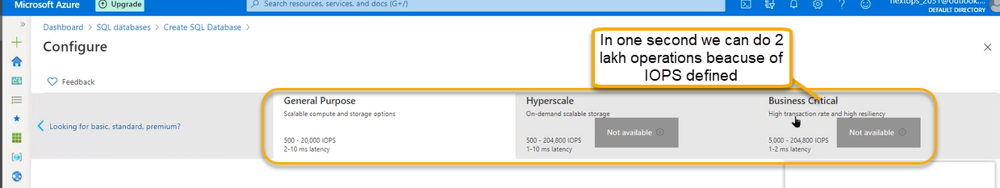 Microsoft Azure
Upgrade
Search resources, services, and docs (G+/)
DEFAULT DIRECTORY
Dashboard > SQL databases > Create SQL Database >
Configure
Feedback
In one second we can do 2
lakh operations beacuse of
IOPS defined
Looking for basic, standard, premium?
General Purpose
Scalable compute and storage options
500 - 20,000 IOPS
2-10 ms latency
Hyperscale
On-demand scalable storage
Not available
500 - 204,800 IOPS
1-10 ms latency
Business Critical
High transaction rate and high resiliency
Not available
5,000 - 204,800 IOPS
1-2 ms latency